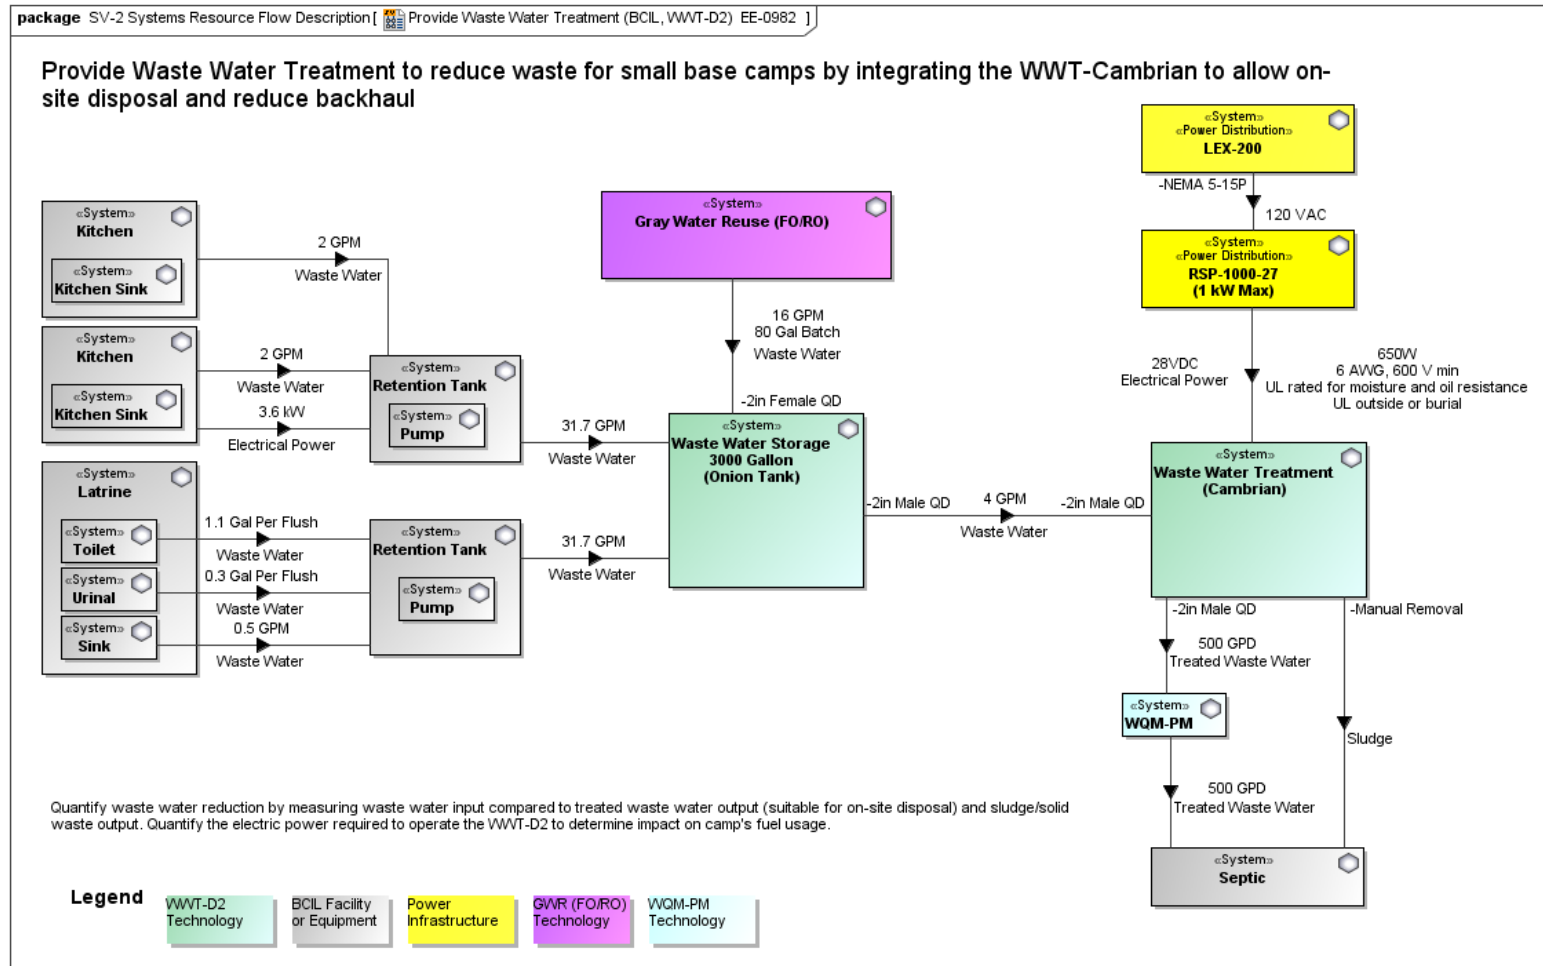 package SV-2 Systems Resource Flow Description [ Provide Waste Water Treatment (BCIL, WWT-D2) EE-0982 ]
Provide Waste Water Treatment to reduce waste for small base camps by integrating the WWT-Cambrian to allow on-
site disposal and reduce backhaul
«System»
Kitchen
«System»
Kitchen Sink
2 GPM
Waste Water
«System»
Kitchen
«System»
Kitchen Sink
2 GPM
Waste Water
3.6 kW
Electrical Power
«System»
Retention Tank
«System»
Pump
31.7 GPM
Waste Water
«System»
Latrine
«System»
Toilet
«System»
Urinal
«System»
Sink
1.1 Gal Per Flush
Waste Water
0.3 Gal Per Flush
Waste Water
0.5 GPM
Waste Water
«System»
Retention Tank
«System»
Pump
31.7 GPM
Waste Water
«System»
Gray Water Reuse (FO/RO)
16 GPM
80 Gal Batch
Waste Water
-2in Female QD
«System»
Waste Water Storage
3000 Gallon
(Onion Tank)
-2in Male QD
4 GPM
Waste Water
-2in Male QD
«System»
«Power Distribution»
LEX-200
-NEMA 5-15P
120 VAC
«System»
«Power Distribution»
RSP-1000-27
(1 kW Max)
28VDC
Electrical Power
650W
6 AWG, 600 V min
UL rated for moisture and oil resistance
UL outside or burial
«System»
Waste Water Treatment
(Cambrian)
-2in Male QD
-Manual Removal
500 GPD
Treated Waste Water
«System»
WQM-PM
Sludge
500 GPD
Treated Waste Water
«System»
Septic
Quantify waste water reduction by measuring waste water input compared to treated waste water output (suitable for on-site disposal) and sludge/solid
waste output. Quantify the electric power required to operate the WWT-D2 to determine impact on camp's fuel usage.
Legend
WWT-D2
Technology
BCIL Facility
or Equipment
Power
Infrastructure
GWR (FO/RO)
Technology
WQM-PM
Technology